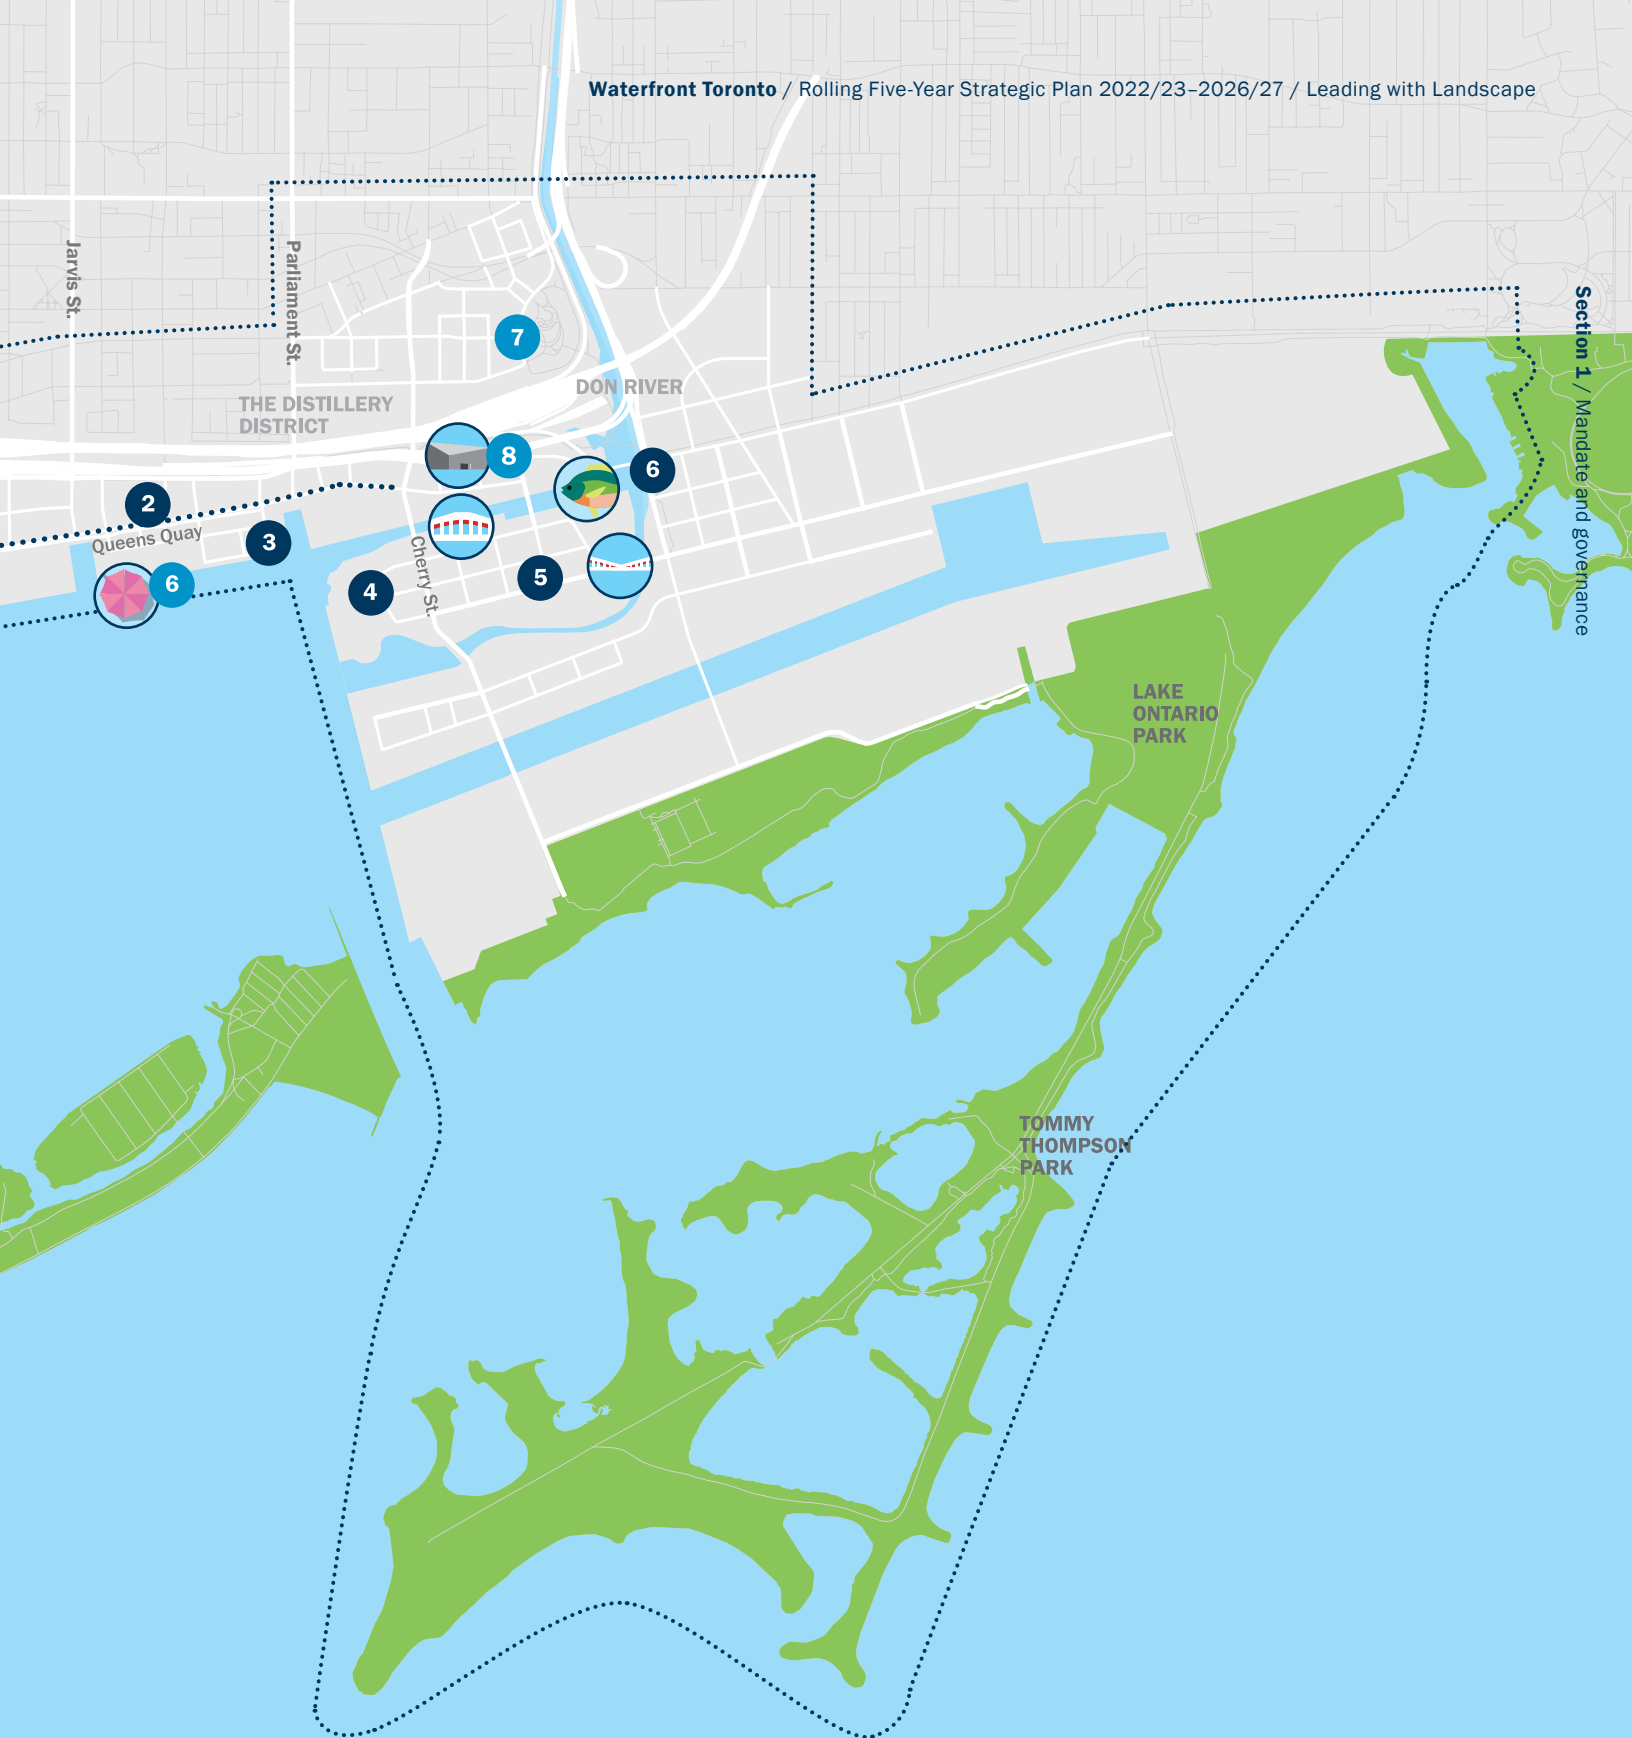 Waterfront Toronto / Rolling Five-Year Strategic Plan 2022/23–2026/27 / Leading with Landscape
Section 1 / Mandate and governance
Jarvis St.
Parliament St.
7
DON RIVER
THE DISTILLERY
DISTRICT
8
6
2
Queens Quay
3
Cherry St.
5
6
4
LAKE
ONTARIO
PARK
TOMMY
THOMPSON
PARK